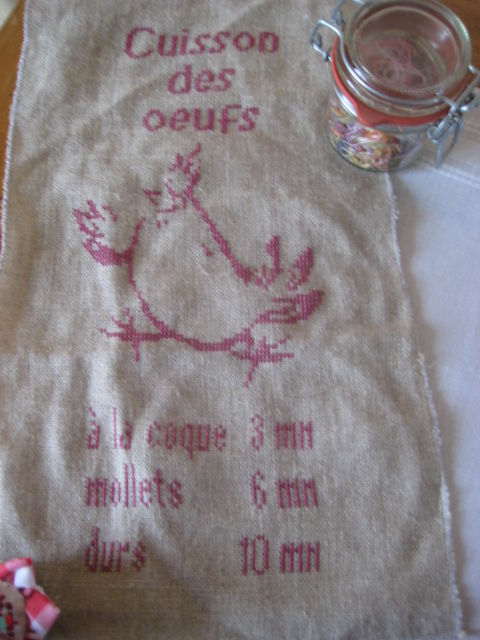 Cuisson
des
oeufs
à la coque 3 mn
mollets 6 mn
durs 10 mn